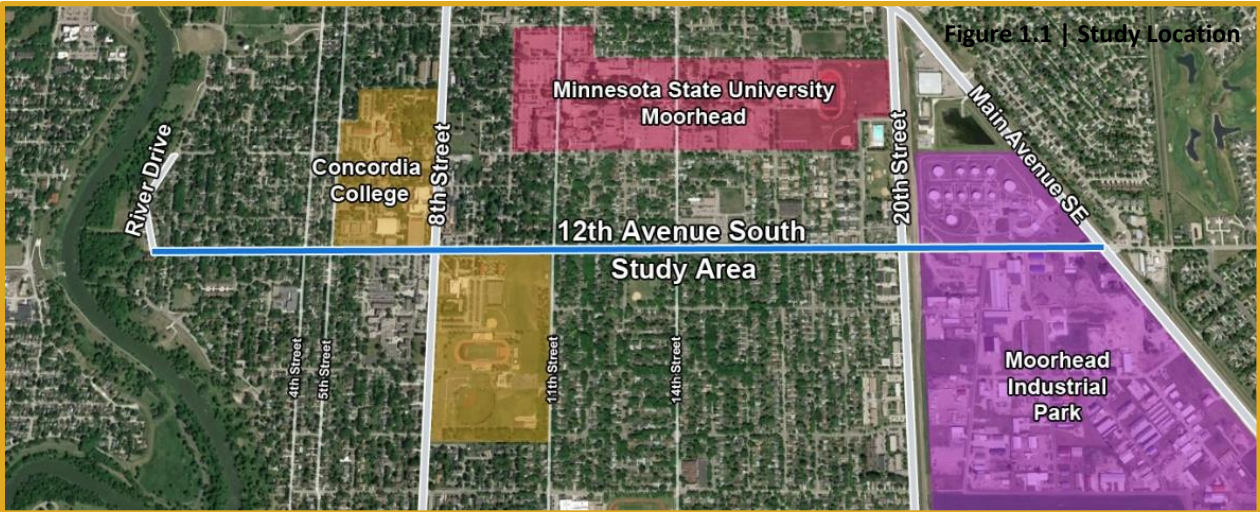 Figure 1.1 | Study Location
Minnesota State University
Moorhead
Main Avenue SE
River Drive
Concordia
College
8th Street
20th Street
12th Avenue South
Study Area
4th Street
5th Street
11th Street
14th Street
Moorhead
Industrial
Park